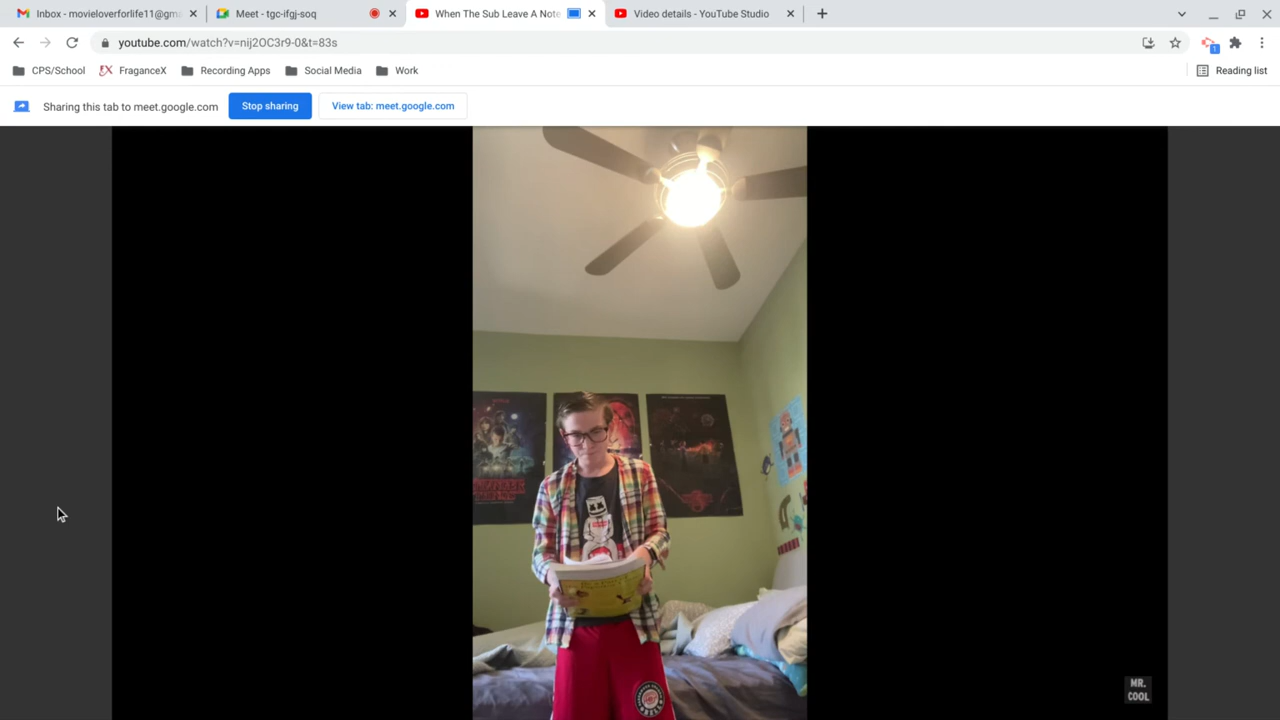 Inbox - movieloverforlife11@gm
Meet - tgc-ifgj-soq
When The Sub Leave A Note
Video details - YouTube Studio
youtube.com/watch?v=nij2OC3r9-0&t=83s
1
CPS/School
FraganceX
Recording Apps
Social Media
Work
Reading list
Sharing this tab to meet.google.com
Stop sharing
View tab: meet.google.com
MR.
COOL